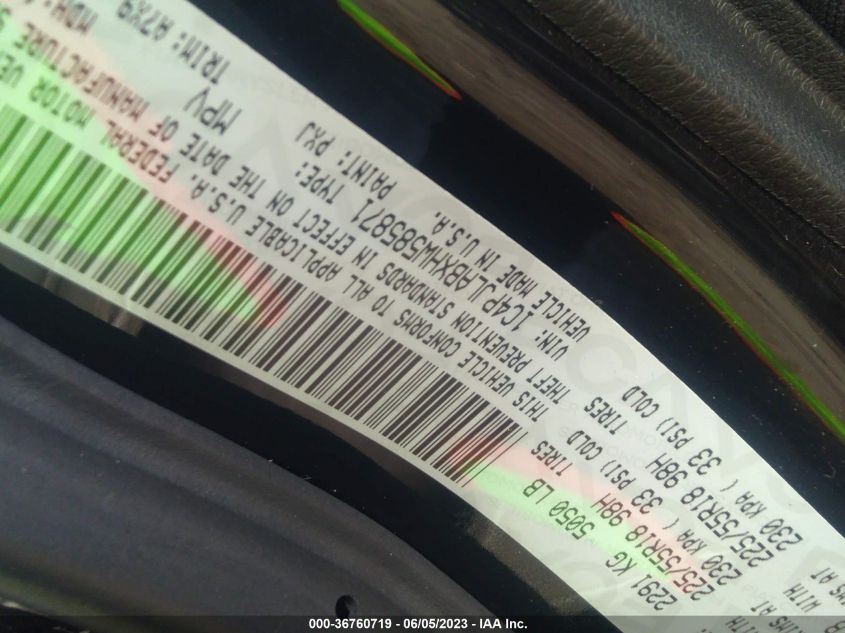 2291 KG 5050 LB
225/55R18 98H TIRES
230 KPA ( 33 PSI) COLD
225/55R18 98H TIRES
230 KPA ( 33 PSI) COLD
WITH
AT
THIS VEHICLE CONFORMS TO ALL APPLICABLE U.S.A. FEDERAL MOTOR
THEFT PREVENTION STANDARDS IN EFFECT ON THE DATE OF MANUFACTURE
VIN: 1C4PJLABXHW585871 TYPE: MPV
VEHICLE MADE IN U.S.A. PAINT: PXJ TRIM: A7X9
MDH:
000-36760719 / 06/05/2023 - © IAA Inc.